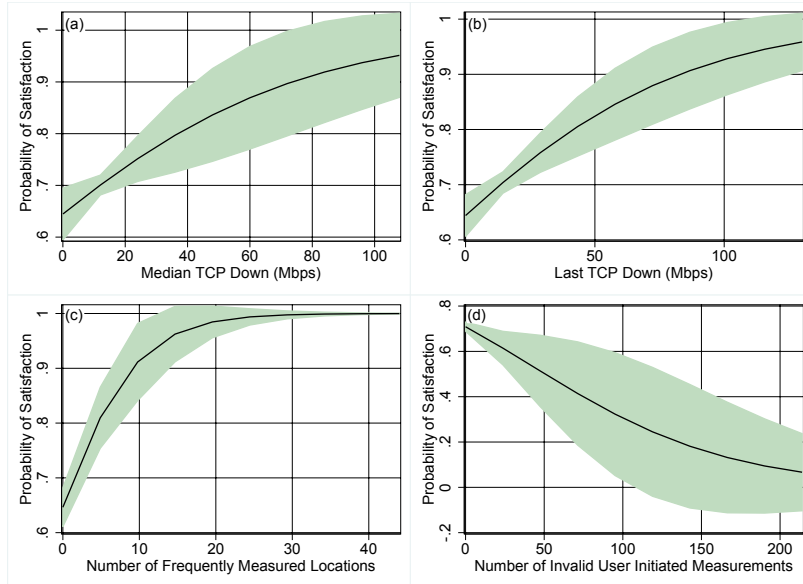 (a)
Probability of Satisfaction
1
.9
.8
.7
.6
0 20 40 60 80 100
Median TCP Down (Mbps)
(b)
Probability of Satisfaction
1
.9
.8
.7
.6
0 50 100
Last TCP Down (Mbps)
(c)
Probability of Satisfaction
1
.9
.8
.7
.6
0 10 20 30 40
Number of Frequently Measured Locations
(d)
Probability of Satisfaction
.8
.6
.4
.2
0
-.2
0 50 100 150 200
Number of Invalid User Initiated Measurements